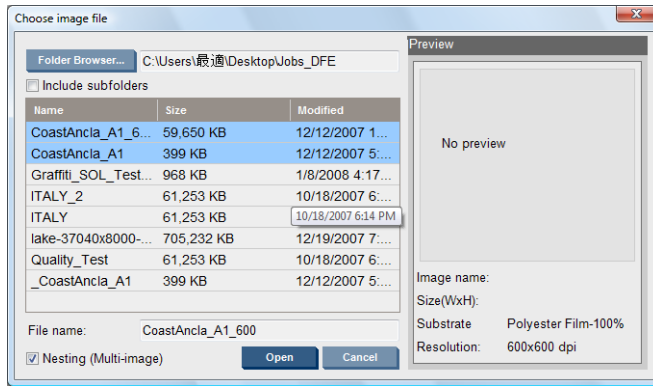 Choose image file
Folder Browser... C:\Users\最適\Desktop\Jobs_DFE
Include subfolders
Name Size Modified
CoastAncla_A1_6... 59,650 KB 12/12/2007 1...
CoastAncla_A1 399 KB 12/12/2007 5:...
Graffiti_SOL_Test... 968 KB 1/8/2008 4:17...
ITALY_2 61,253 KB 10/18/2007 6:...
ITALY 61,253 KB 10/18/2007 6:14 PM
lake-37040x8000-... 705,232 KB 12/19/2007 7:...
Quality_Test 61,253 KB 10/18/2007 6:...
_CoastAncla_A1 399 KB 12/12/2007 5:...
File name: CoastAncla_A1_600
Nesting (Multi-image) Open Cancel
Preview
No preview
Image name:
Size(WxH):
Substrate Polyester Film-100%
Resolution: 600x600 dpi